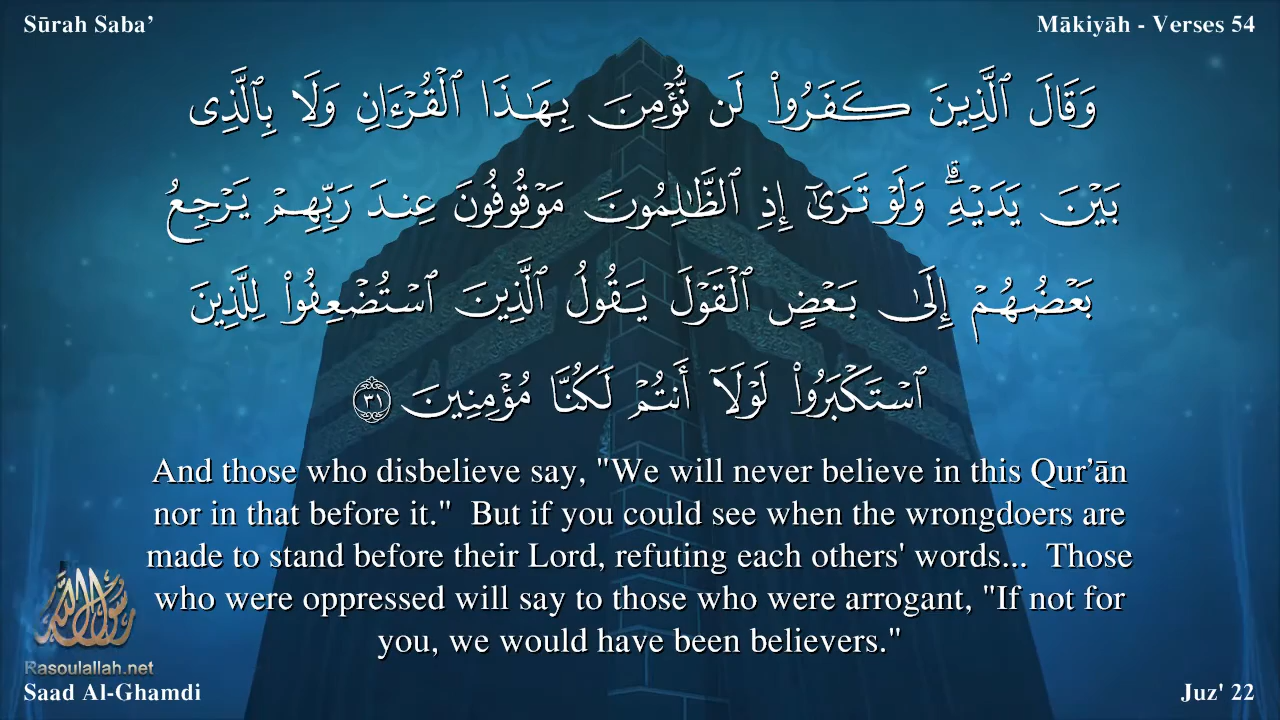 Sūrah Saba’
Mākiyāh - Verses 54
وَقَالَ ٱلَّذِينَ كَفَرُوا۟ لَن نُّؤْمِنَ بِهَـٰذَا ٱلْقُرْءَانِ وَلَا بِٱلَّذِى
بَيْنَ يَدَيْهِ ۗ وَلَوْ تَرَىٰٓ إِذِ ٱلظَّـٰلِمُونَ مَوْقُوفُونَ عِندَ رَبِّهِمْ يَرْجِعُ
بَعْضُهُمْ إِلَىٰ بَعْضٍ ٱلْقَوْلَ يَقُولُ ٱلَّذِينَ ٱسْتُضْعِفُوا۟ لِلَّذِينَ
ٱسْتَكْبَرُوا۟ لَوْلَآ أَنتُمْ لَكُنَّا مُؤْمِنِينَ ٣١
And those who disbelieve say, "We will never believe in this Qur’ān
nor in that before it."  But if you could see when the wrongdoers are
made to stand before their Lord, refuting each others' words...  Those
who were oppressed will say to those who were arrogant, "If not for
you, we would have been believers."
رسول الله
Rasoulallah.net
Saad Al-Ghamdi
Juz' 22